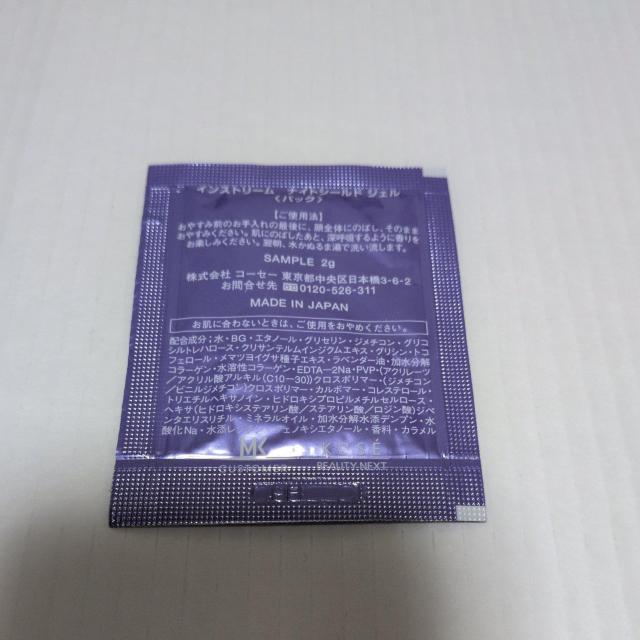 インストリーム ナイトシールド ジェル
〈パック〉
【ご使用法】
おやすみ前のお手入れの最後に、顔全体にのばし、そのまま
おやすみください。肌にのばしたあと、深呼吸するように香りを
お楽しみください。翌朝、水かぬるま湯で洗い流します。
SAMPLE 2g
株式会社 コーセー 東京都中央区日本橋3-6-2
お問合せ先 0120-526-311
MADE IN JAPAN
お肌に合わないときは、ご使用をおやめください。
配合成分:水・BG・エタノール・グリセリン・ジメチコン・グリコ
シルトレハロース・クリサンテルムインジクムエキス・グリシン・トコ
フェロール・メマツヨイグサ種子エキス・ラベンダー油・加水分解
コラーゲン・水溶性コラーゲン・EDTA−2Na・PVP・(アクリレーツ
/アクリル酸アルキル(C10−30))クロスポリマー・(ジメチコン
/ビニルジメチコン)クロスポリマー・カルボマー・コレステロール・
トリエチルヘキサノイン・ヒドロキシプロピルメチルセルロース・
ヘキサ(ヒドロキシステアリン酸/ステアリン酸/ロジン酸)ジペ
ンタエリスリチル・ミネラルオイル・加水分解水添デンプン・水
酸化Na・水添レ フェノキシエタノール・香料・カラメル
MK KOSÉ
CUSTOMER BEAUTY NEXT